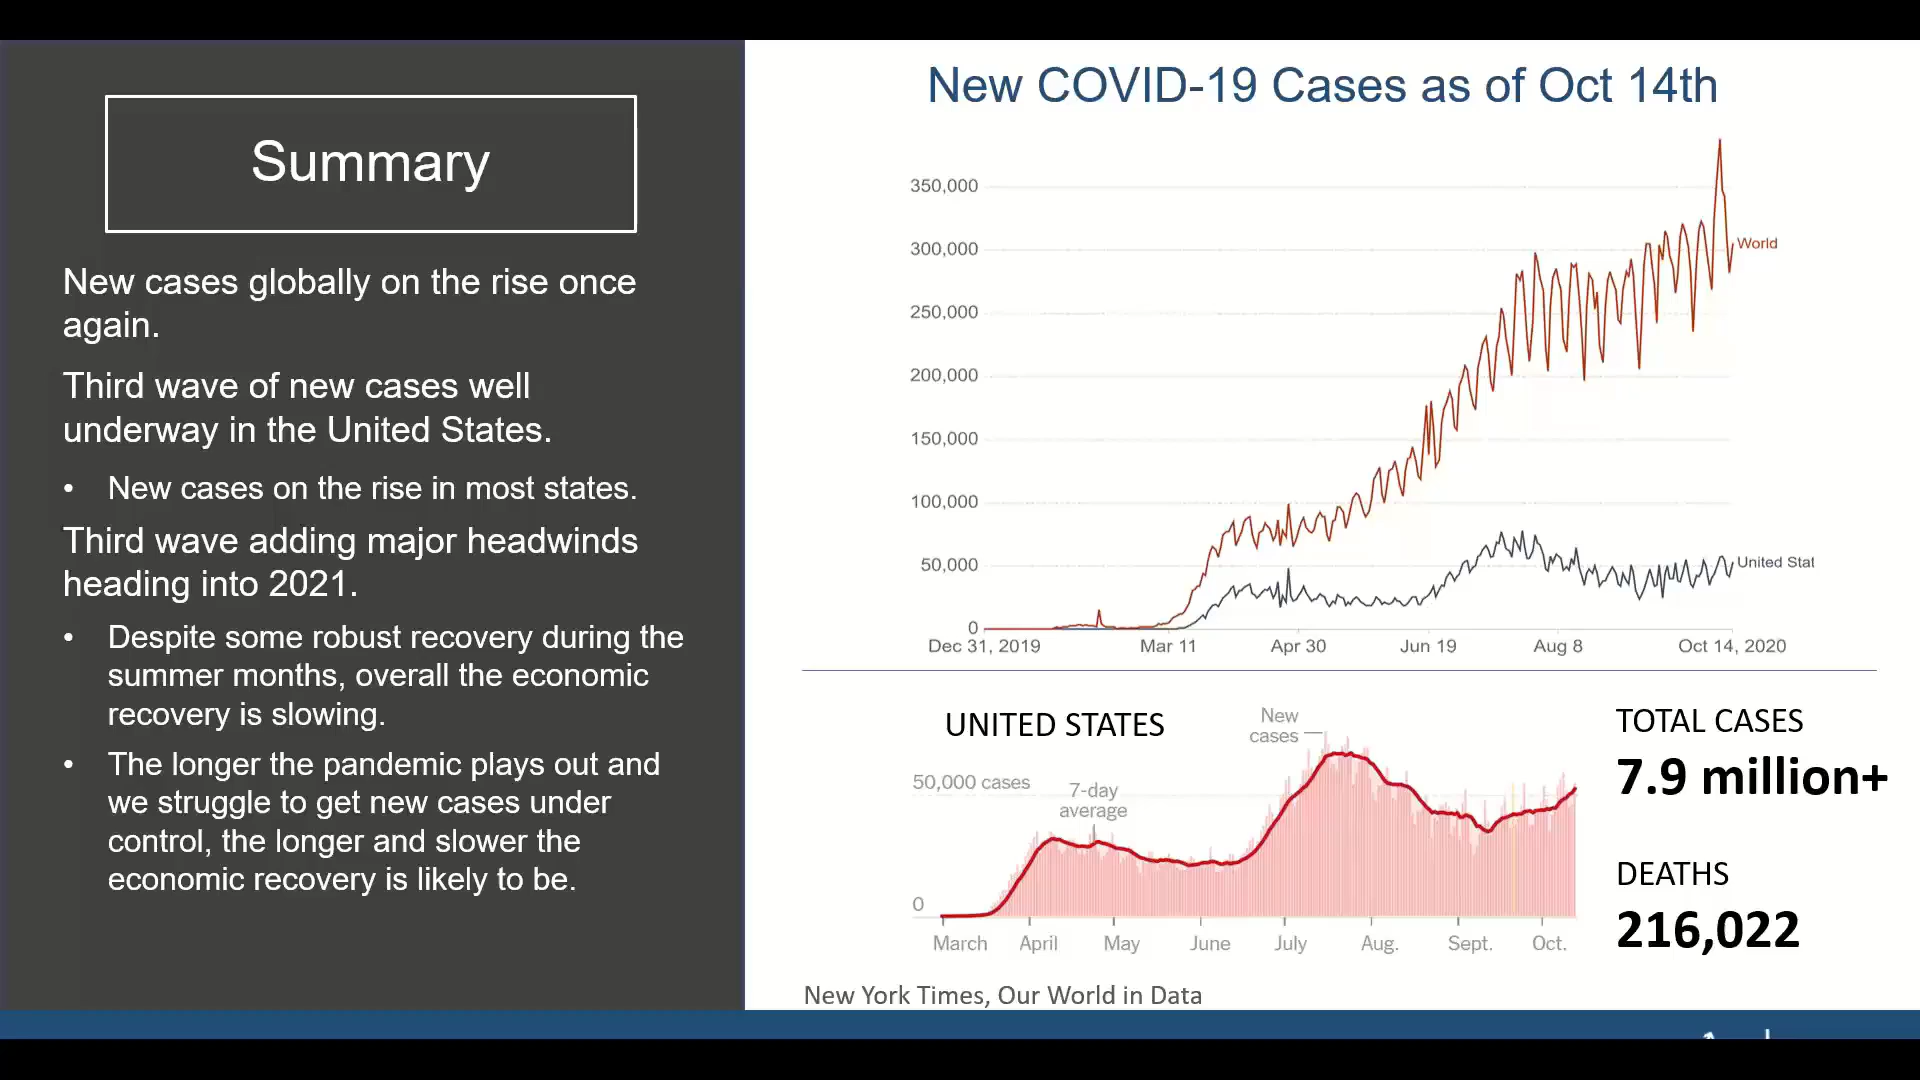 Summary
New cases globally on the rise once
again.
Third wave of new cases well
underway in the United States.
• New cases on the rise in most states.
Third wave adding major headwinds
heading into 2021.
• Despite some robust recovery during the
summer months, overall the economic
recovery is slowing.
• The longer the pandemic plays out and
we struggle to get new cases under
control, the longer and slower the
economic recovery is likely to be.
New COVID-19 Cases as of Oct 14th
350,000
300,000
250,000
200,000
150,000
100,000
50,000
0
World
United Stat
Dec 31, 2019 Mar 11 Apr 30 Jun 19 Aug 8 Oct 14, 2020
UNITED STATES
New
cases
50,000 cases
7-day
average
0
March April May June July Aug. Sept. Oct.
TOTAL CASES
7.9 million+
DEATHS
216,022
New York Times, Our World in Data